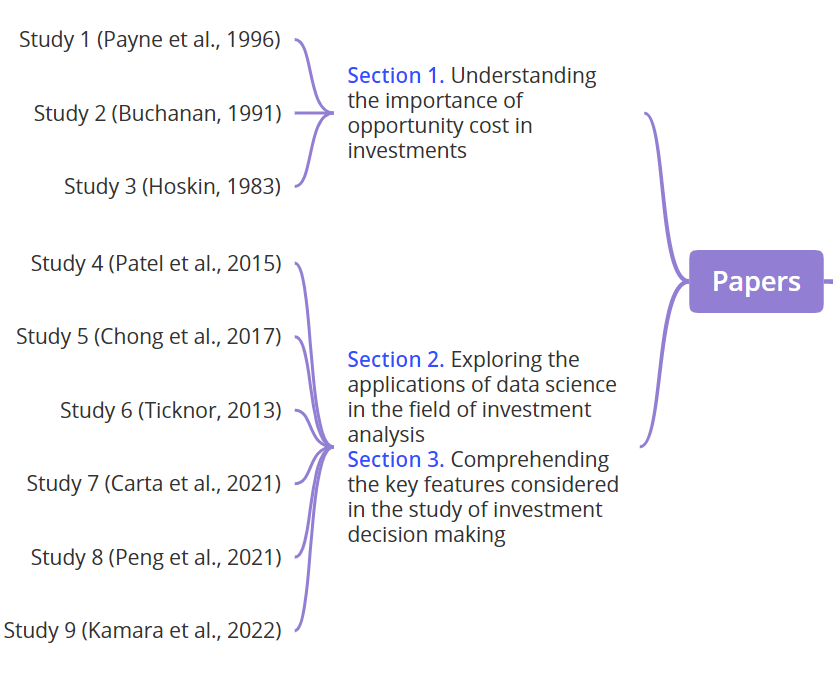 Study 1 (Payne et al., 1996)
Study 2 (Buchanan, 1991)
Study 3 (Hoskin, 1983)
Section 1. Understanding
the importance of
opportunity cost in
investments
Study 4 (Patel et al., 2015)
Study 5 (Chong et al., 2017)
Study 6 (Ticknor, 2013)
Study 7 (Carta et al., 2021)
Study 8 (Peng et al., 2021)
Study 9 (Kamara et al., 2022)
Section 2. Exploring the
applications of data science
in the field of investment
analysis
Section 3. Comprehending
the key features considered
in the study of investment
decision making
Papers